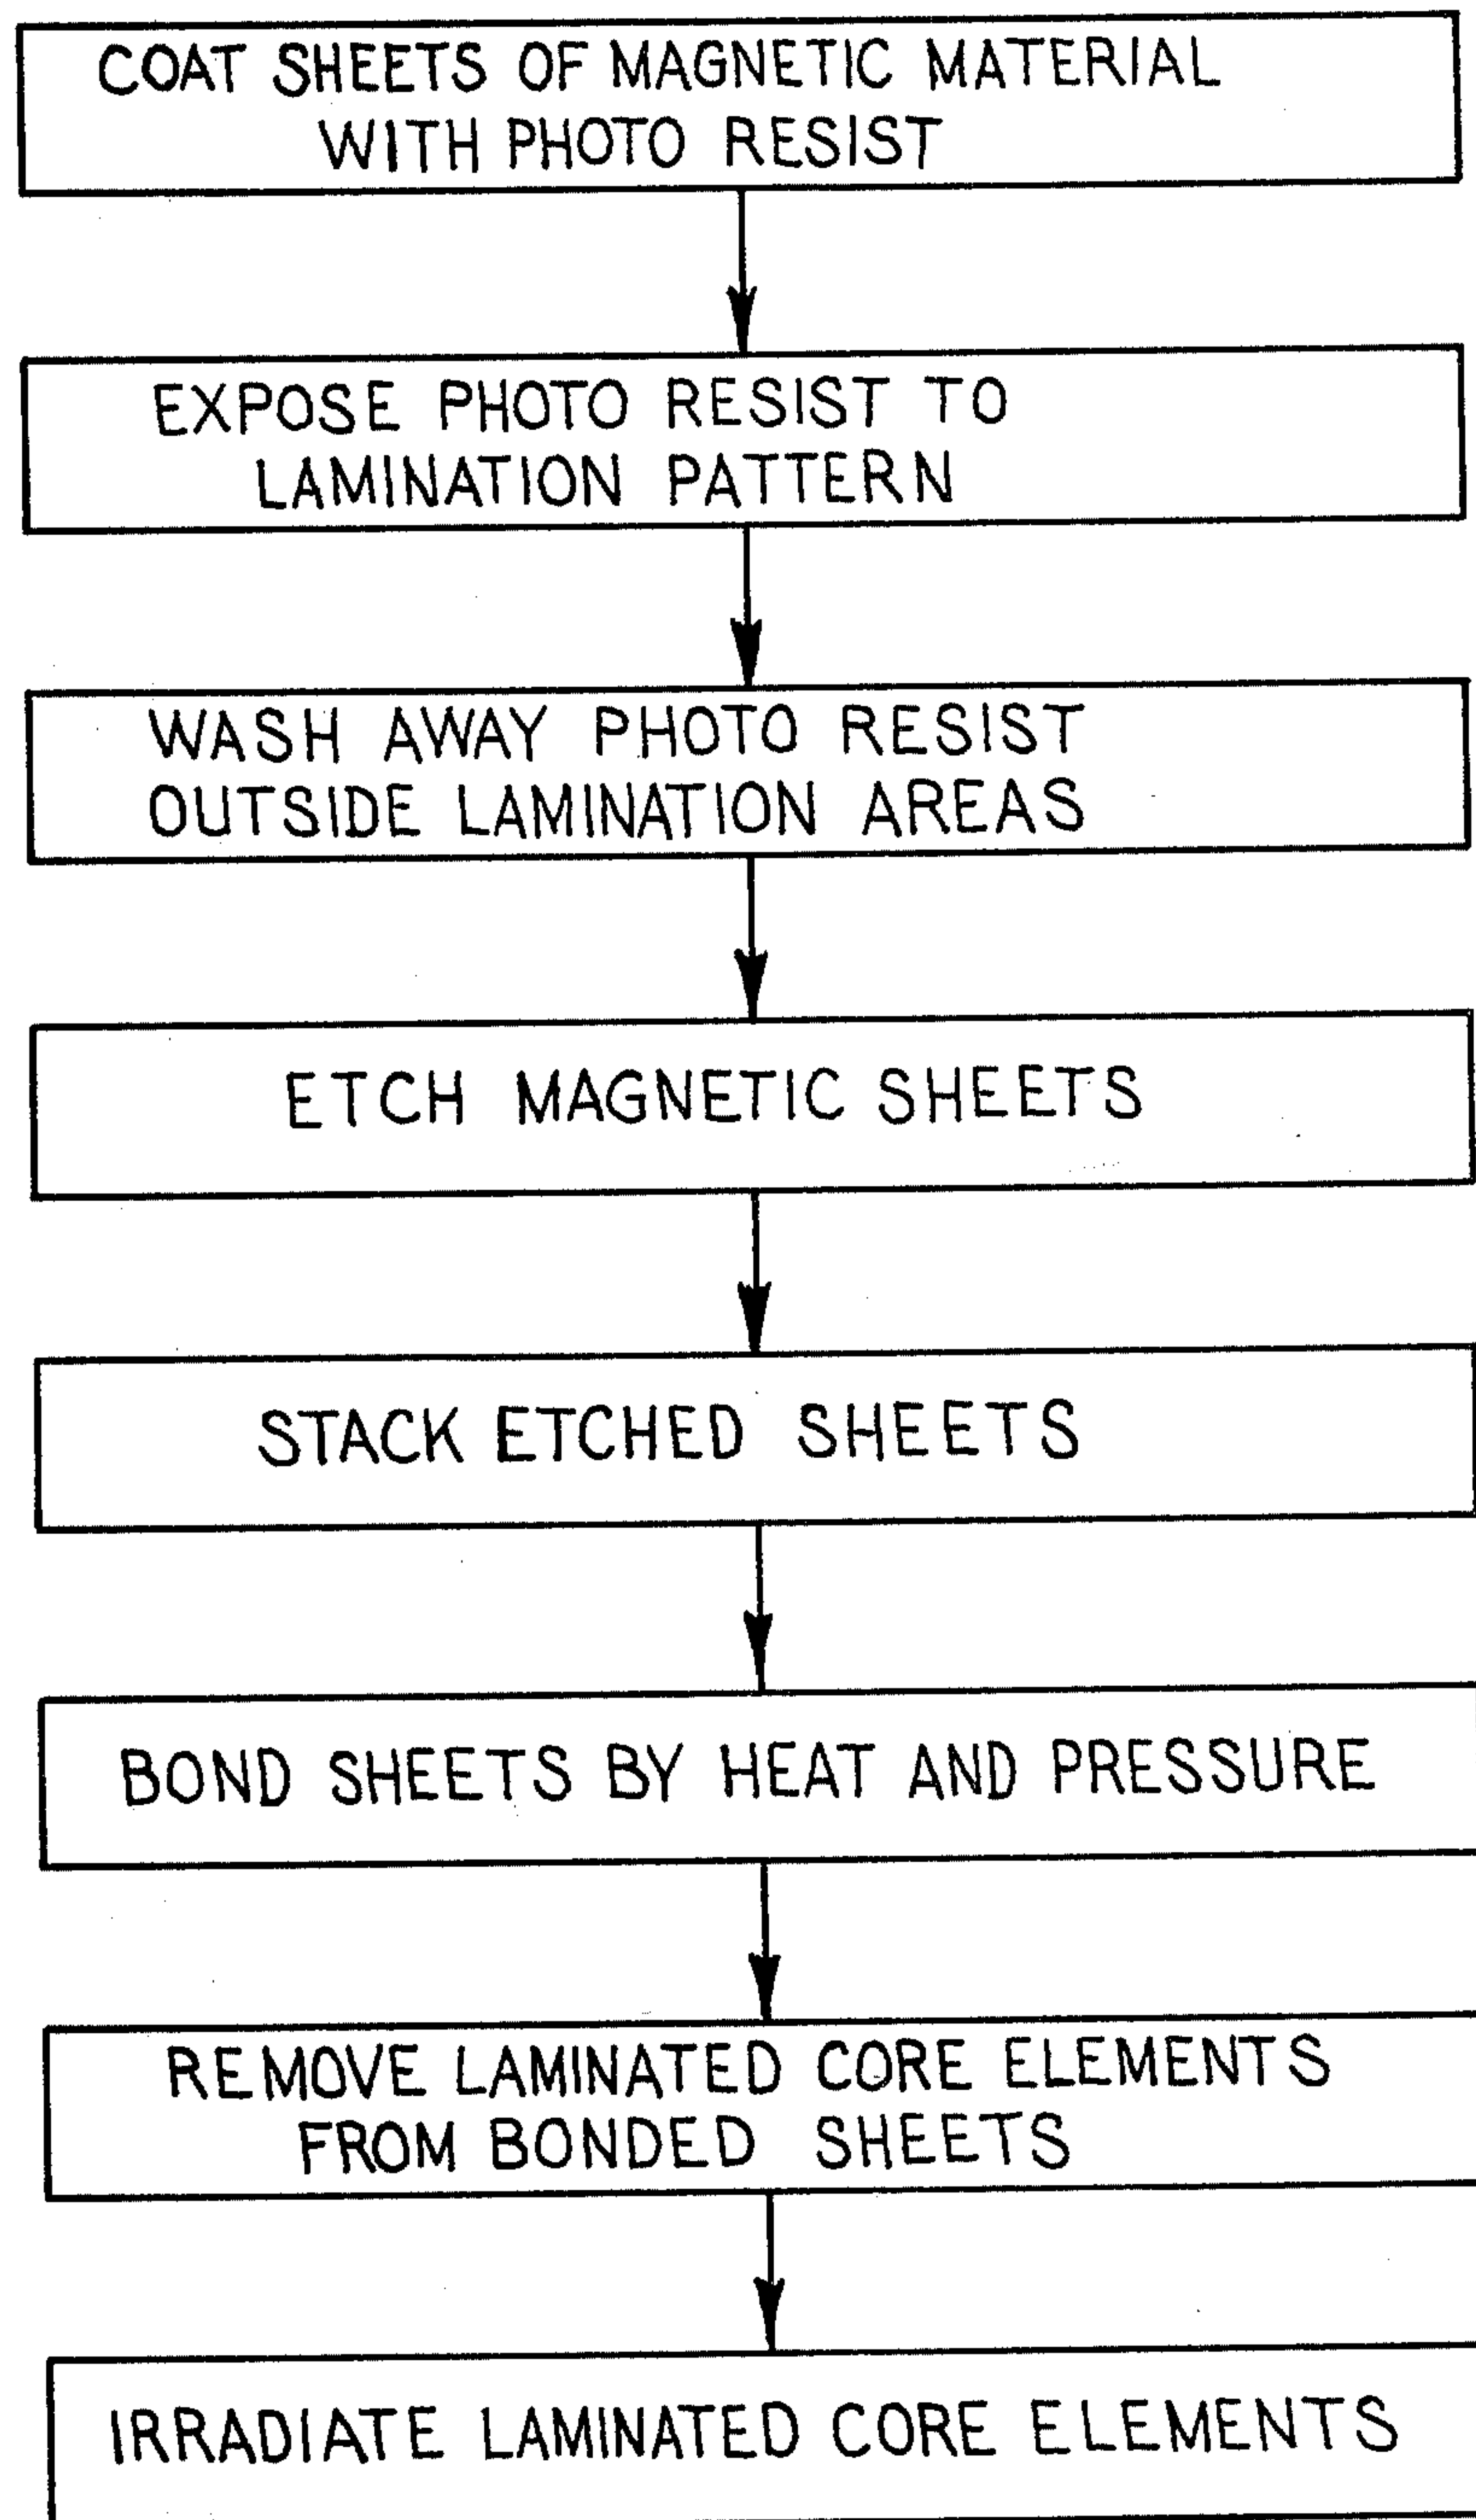 COAT SHEETS OF MAGNETIC MATERIAL
WITH PHOTO RESIST
EXPOSE PHOTO RESIST TO
LAMINATION PATTERN
WASH AWAY PHOTO RESIST
OUTSIDE LAMINATION AREAS
ETCH MAGNETIC SHEETS
STACK ETCHED SHEETS
BOND SHEETS BY HEAT AND PRESSURE
REMOVE LAMINATED CORE ELEMENTS
FROM BONDED SHEETS
IRRADIATE LAMINATED CORE ELEMENTS